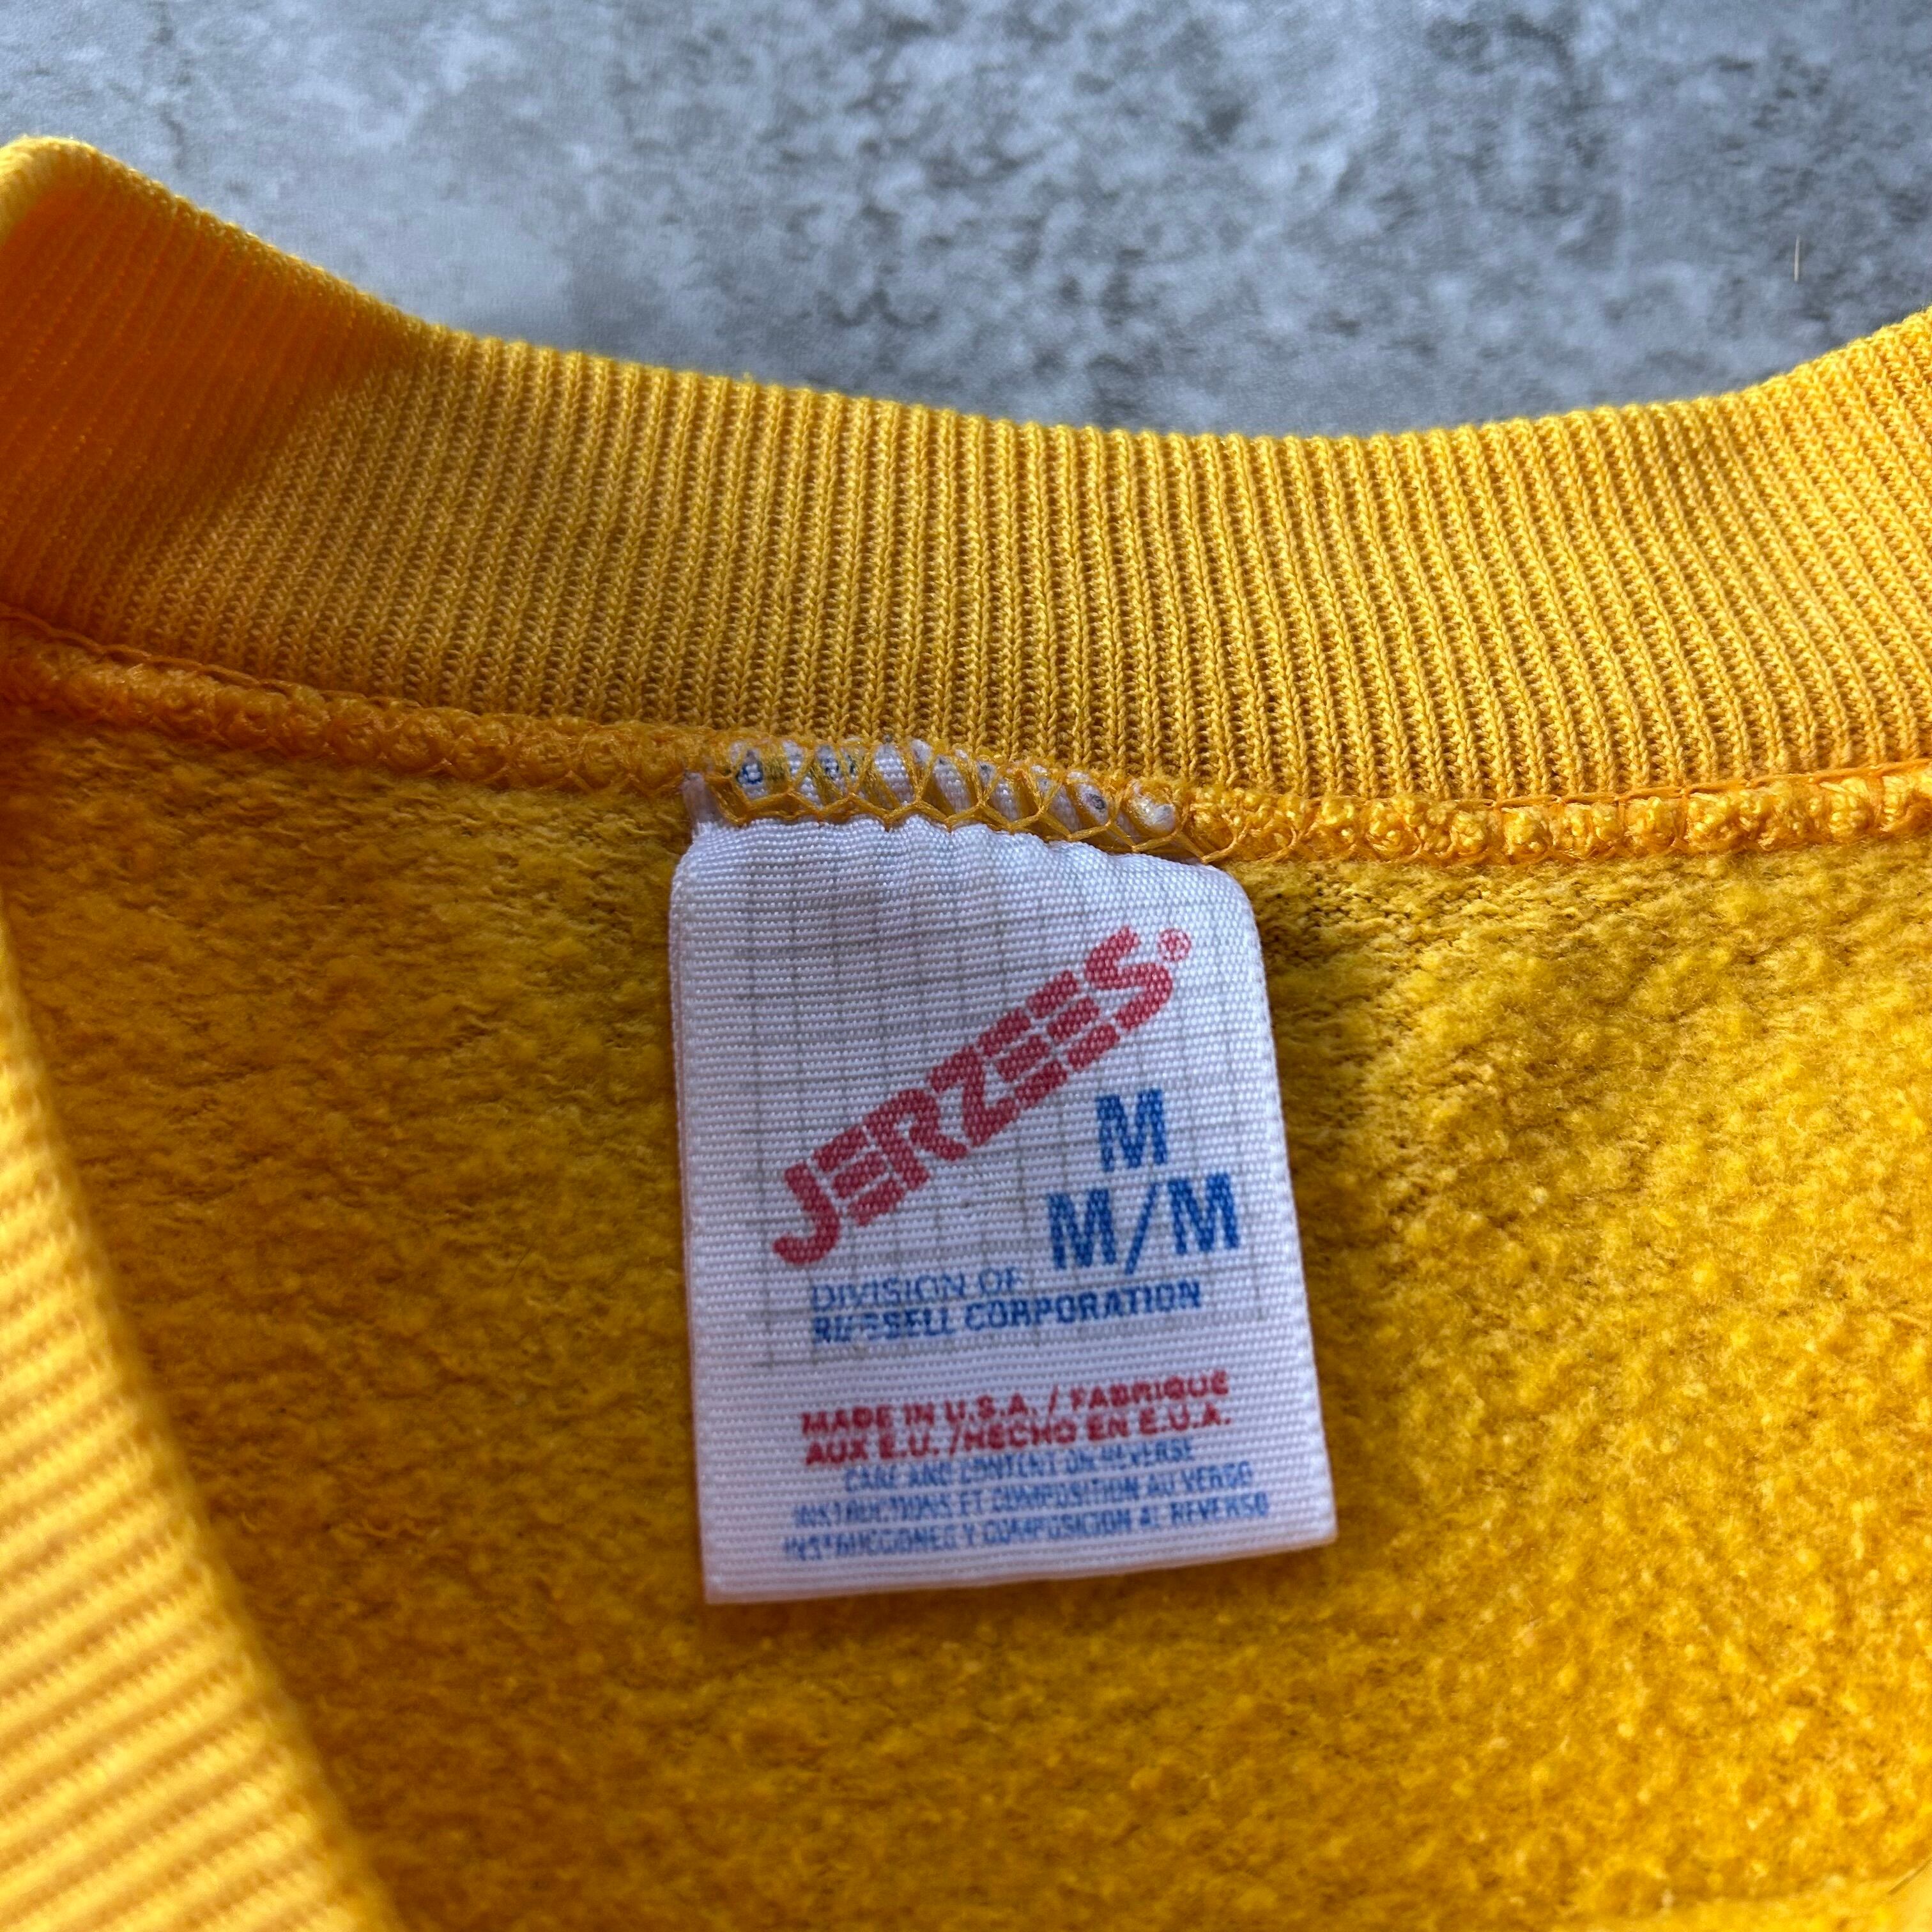 JERZEES®
M
M/M
DIVISION OF
RUSSELL CORPORATION
MADE IN U.S.A. / FABRIQUE
AUX E.U. /HECHO EN E.U.A.
CARE AND CONTENT ON REVERSE
INSTRUCTIONS ET COMPOSITION AU VERSO
INSTRUCCIONES Y COMPOSICION AL REVERSO